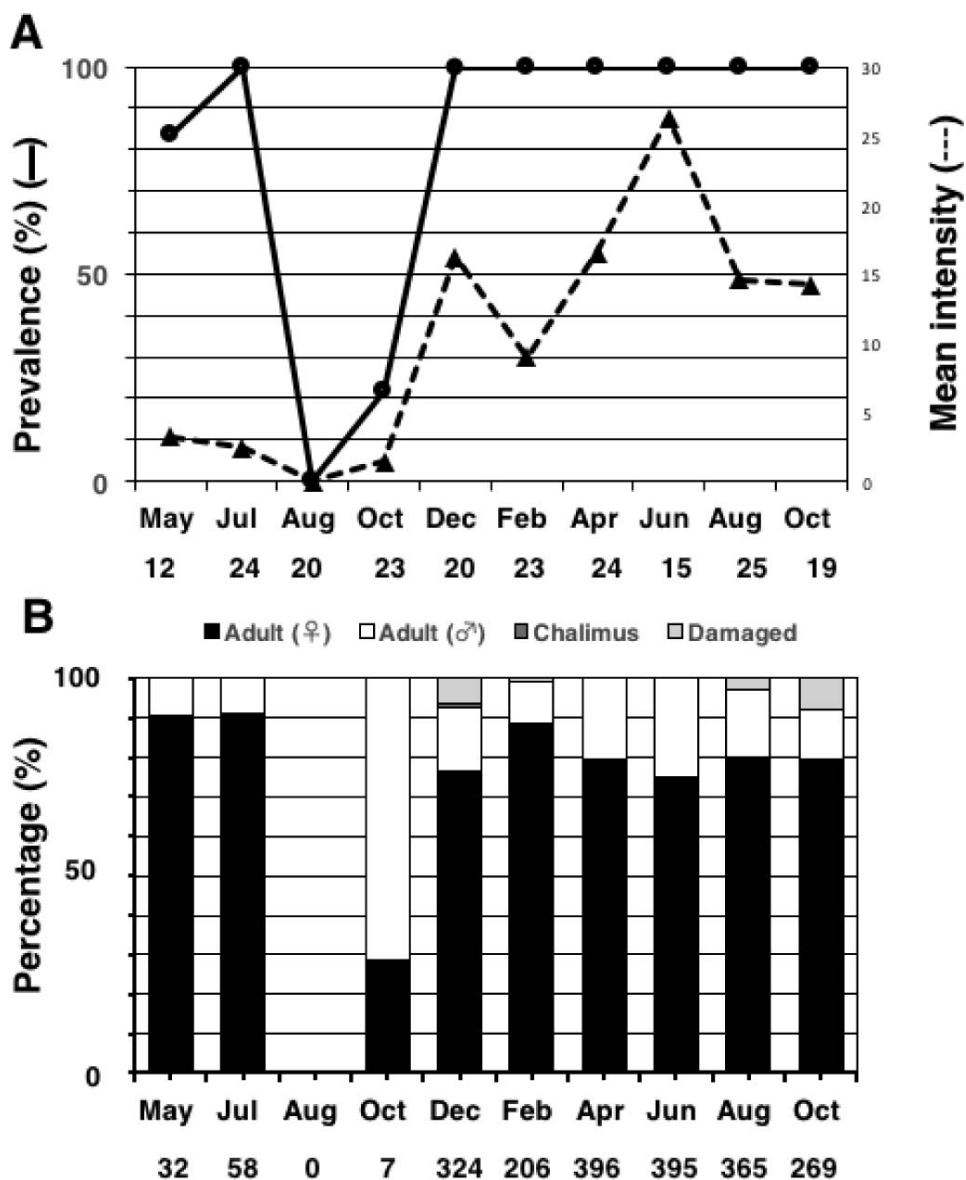 A
Prevalence (%) (—)
100
50
0
30
25
20
15
10
5
0
Mean intensity (---)
May Jul Aug Oct Dec Feb Apr Jun Aug Oct
12 24 20 23 20 23 24 15 25 19
B
Adult (♀) Adult (♂) Chalimus Damaged
Percentage (%)
100
50
0
May Jul Aug Oct Dec Feb Apr Jun Aug Oct
32 58 0 7 324 206 396 395 365 269